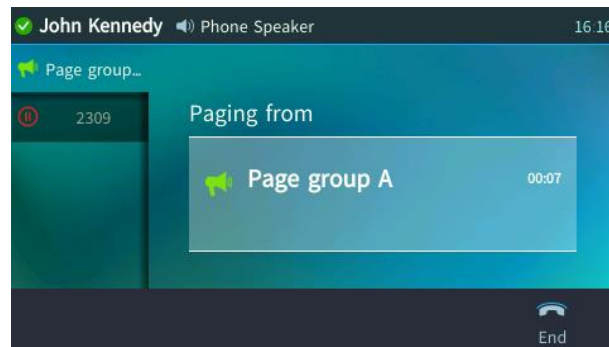 John Kennedy Phone Speaker 16:16
Page group...
2309
Paging from
Page group A 00:07
End